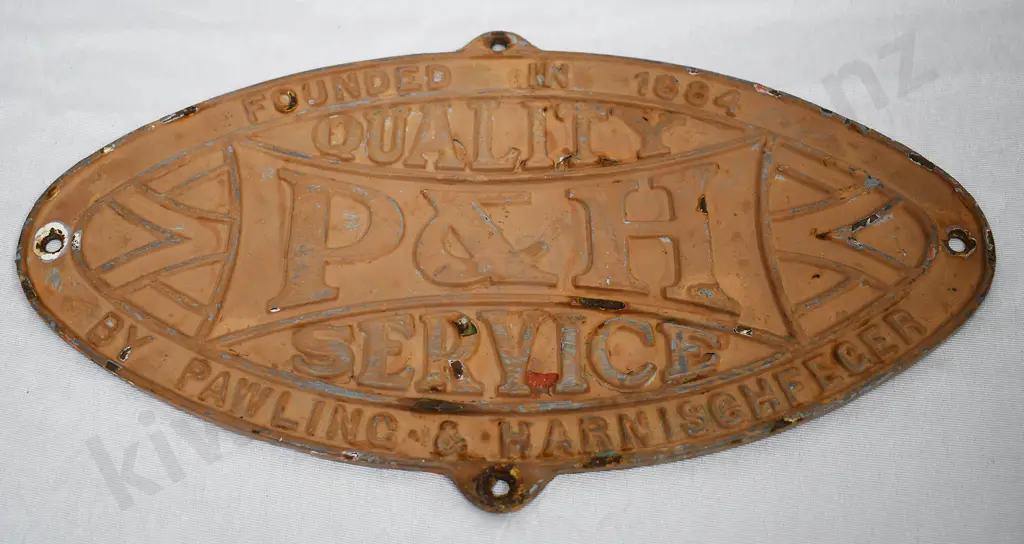 FOUNDED IN 1884
QUALITY
P&H
SERVICE
BY PAWLING & HARNISCHFEGER